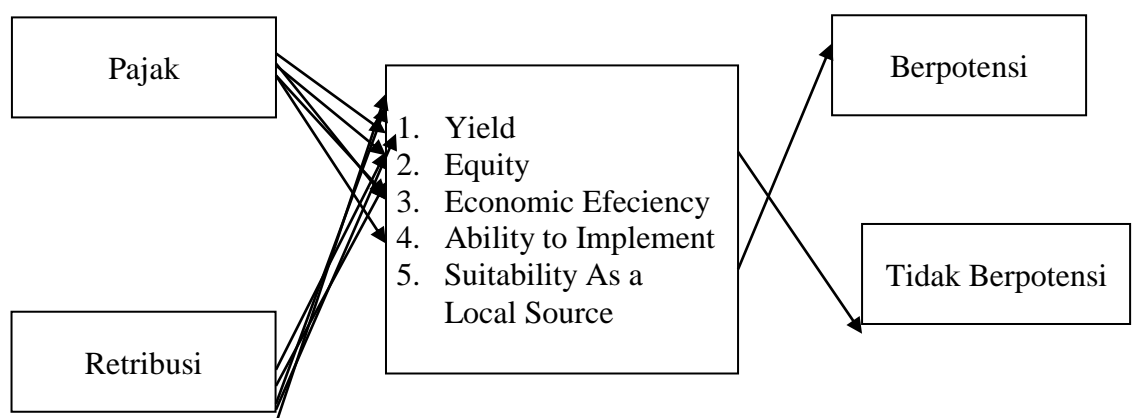 Pajak
Retribusi
1. Yield
2. Equity
3. Economic Efeciency
4. Ability to Implement
5. Suitability As a
Local Source
Berpotensi
Tidak Berpotensi